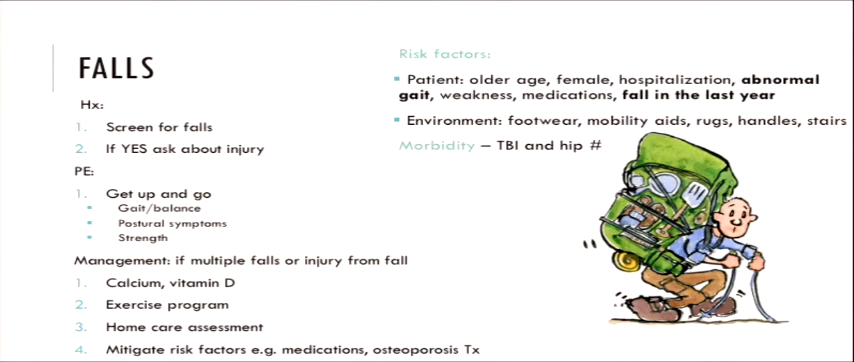 FALLS
Hx:
1. Screen for falls
2. If YES ask about injury
PE:
1. Get up and go
▪ Gait/balance
▪ Postural symptoms
▪ Strength
Management: if multiple falls or injury from fall
1. Calcium, vitamin D
2. Exercise program
3. Home care assessment
4. Mitigate risk factors e.g. medications, osteoporosis Tx
Risk factors:
▪ Patient: older age, female, hospitalization, abnormal
gait, weakness, medications, fall in the last year
▪ Environment: footwear, mobility aids, rugs, handles, stairs
Morbidity – TBI and hip #